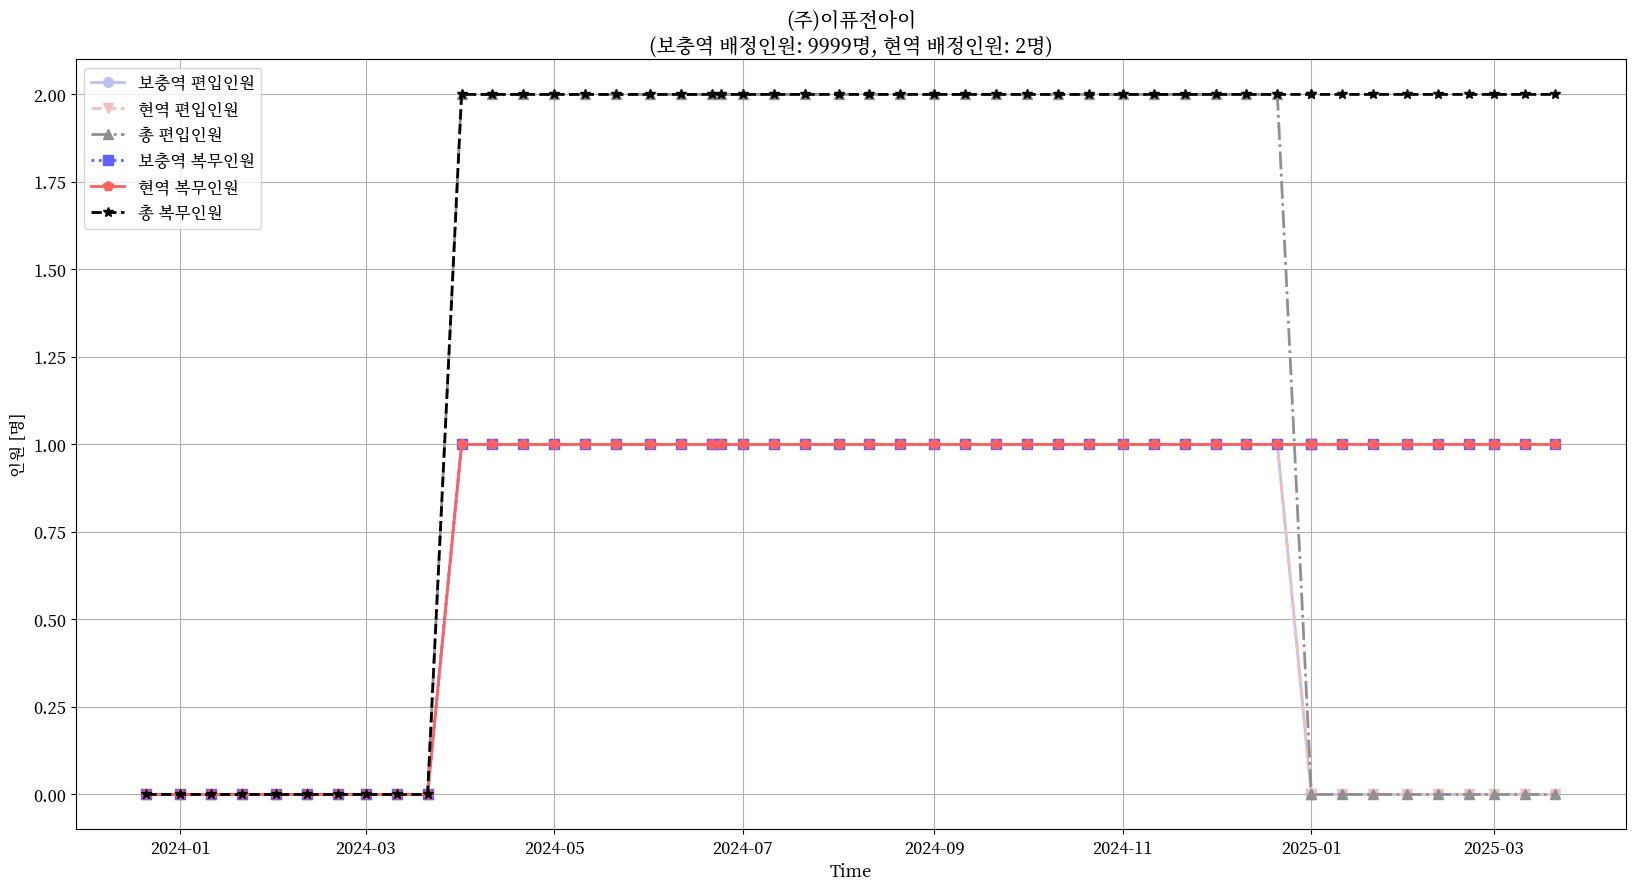 (주)이퓨전아이
(보충역 배정인원: 9999명, 현역 배정인원: 2명)
보충역 편입인원
현역 편입인원
총 편입인원
보충역 복무인원
현역 복무인원
총 복무인원
2.00
1.75
1.50
1.25
1.00
0.75
0.50
0.25
0.00
인원 [명]
2024-01 2024-03 2024-05 2024-07 2024-09 2024-11 2025-01 2025-03
Time